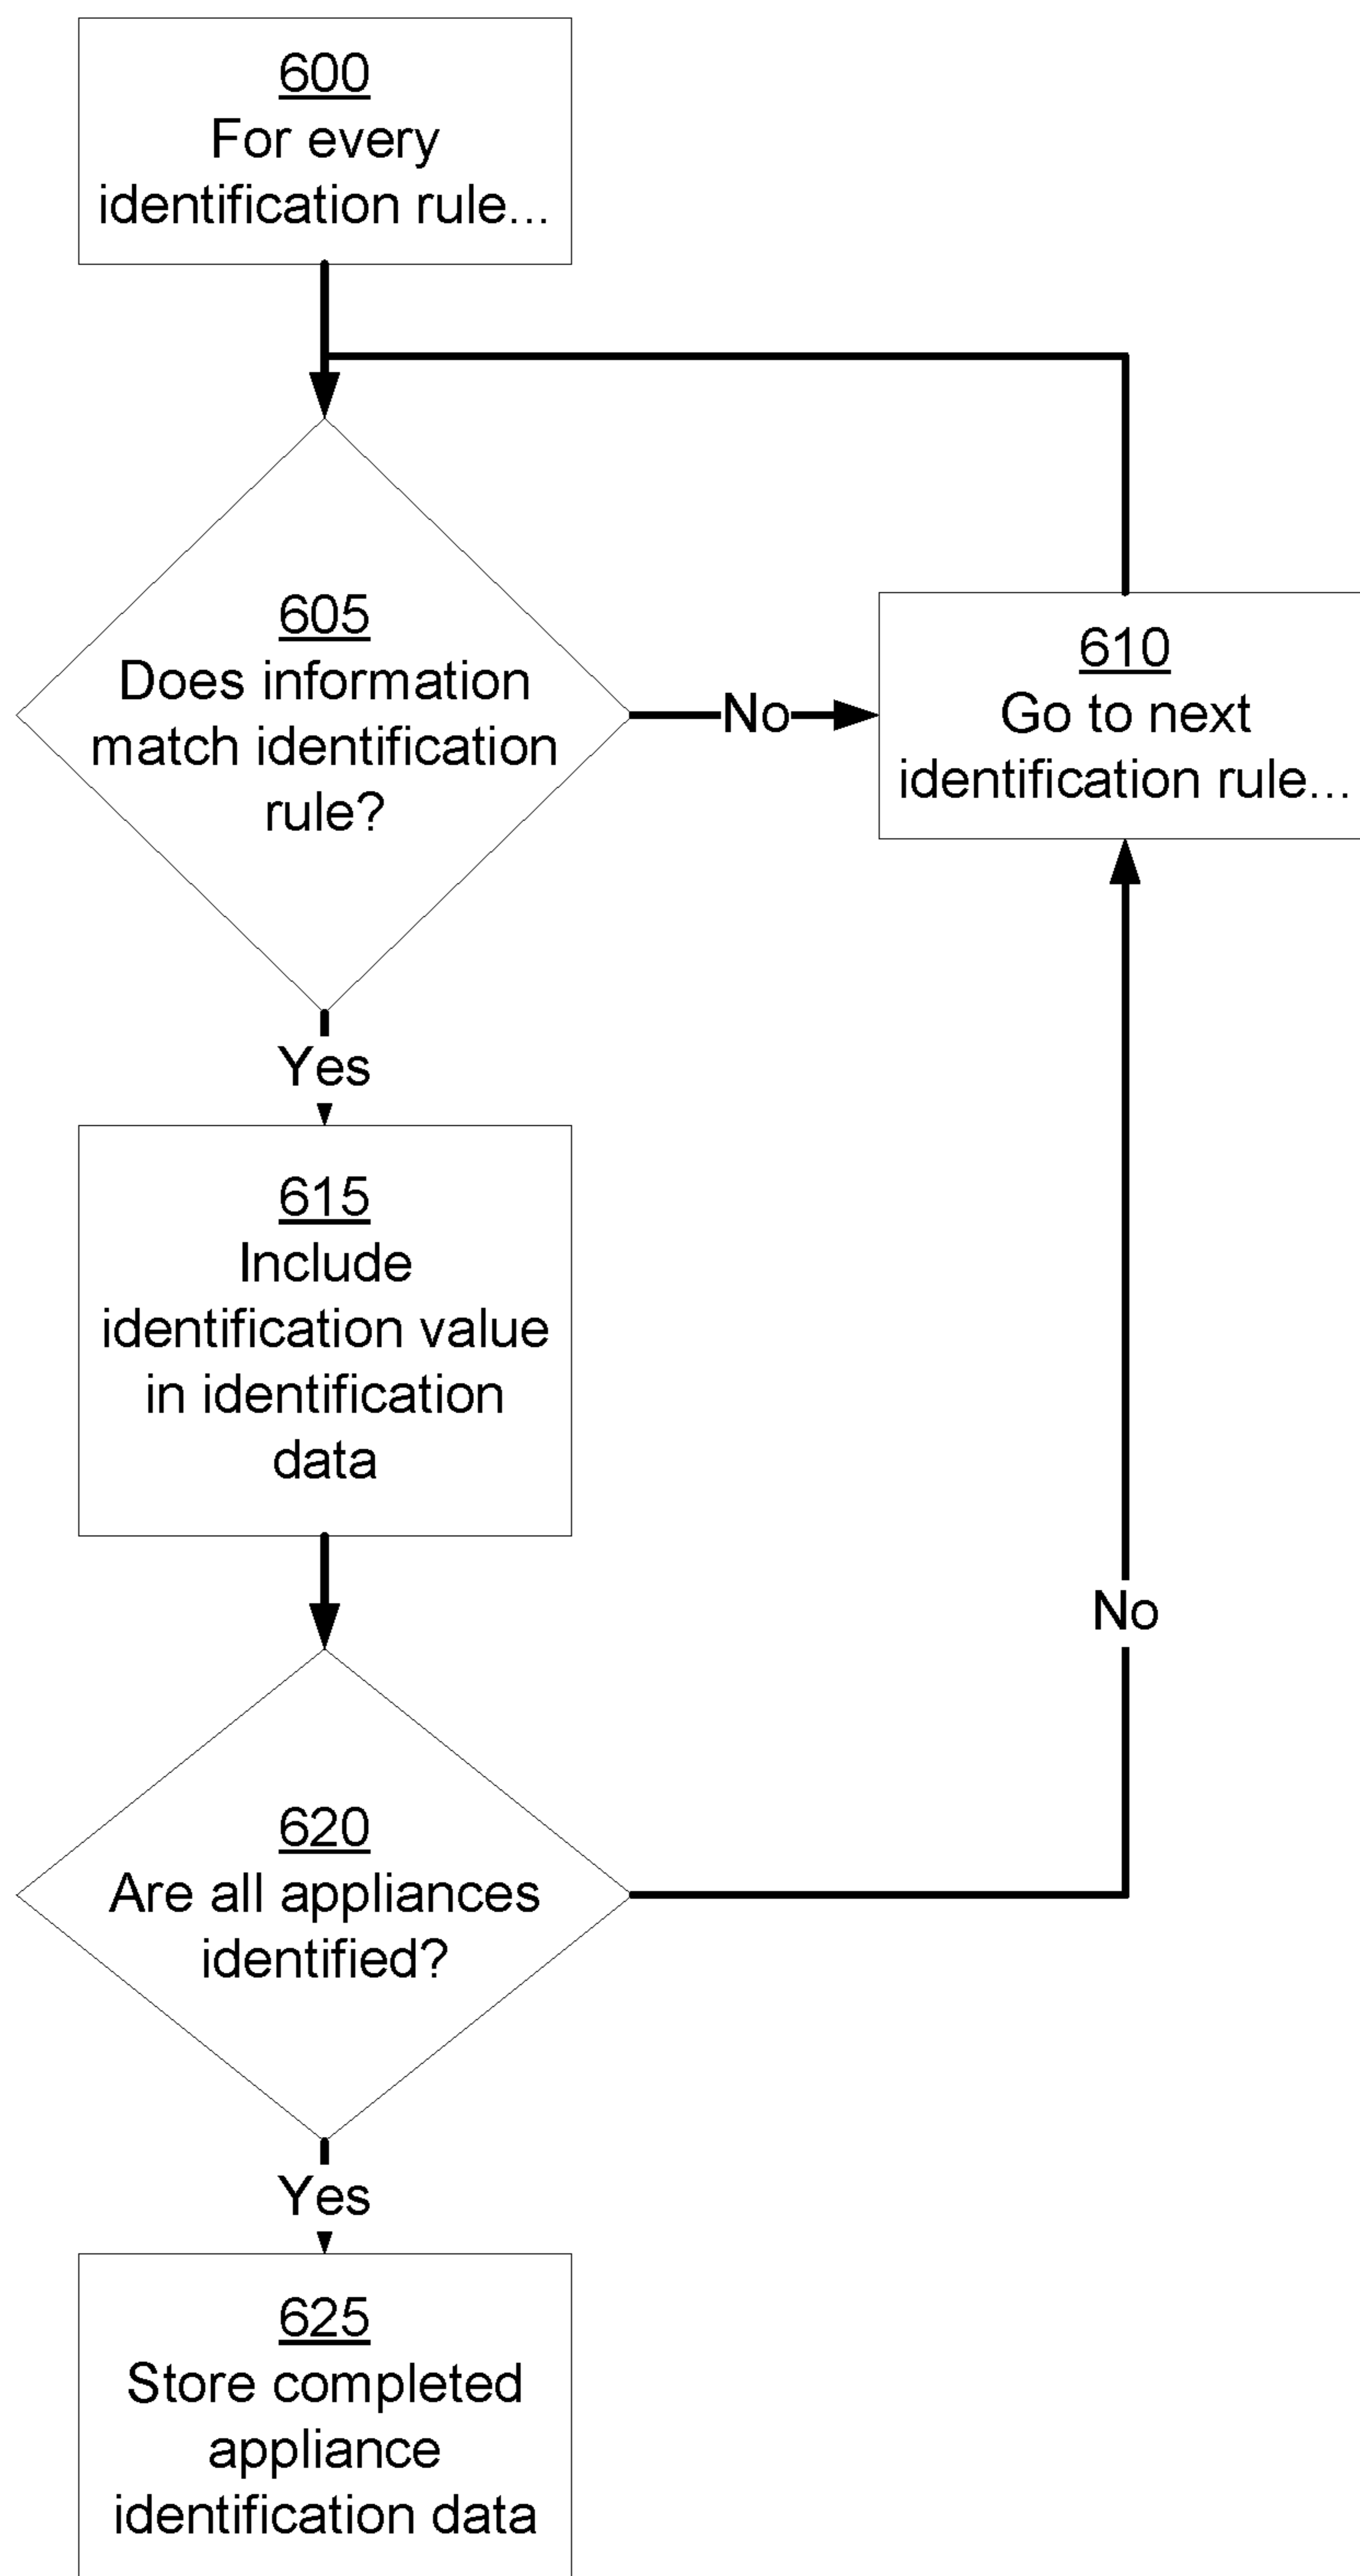 600
For every
identification rule...
605
Does information
match identification
rule?
No
610
Go to next
identification rule...
Yes
615
Include
identification value
in identification
data
No
620
Are all appliances
identified?
Yes
625
Store completed
appliance
identification data